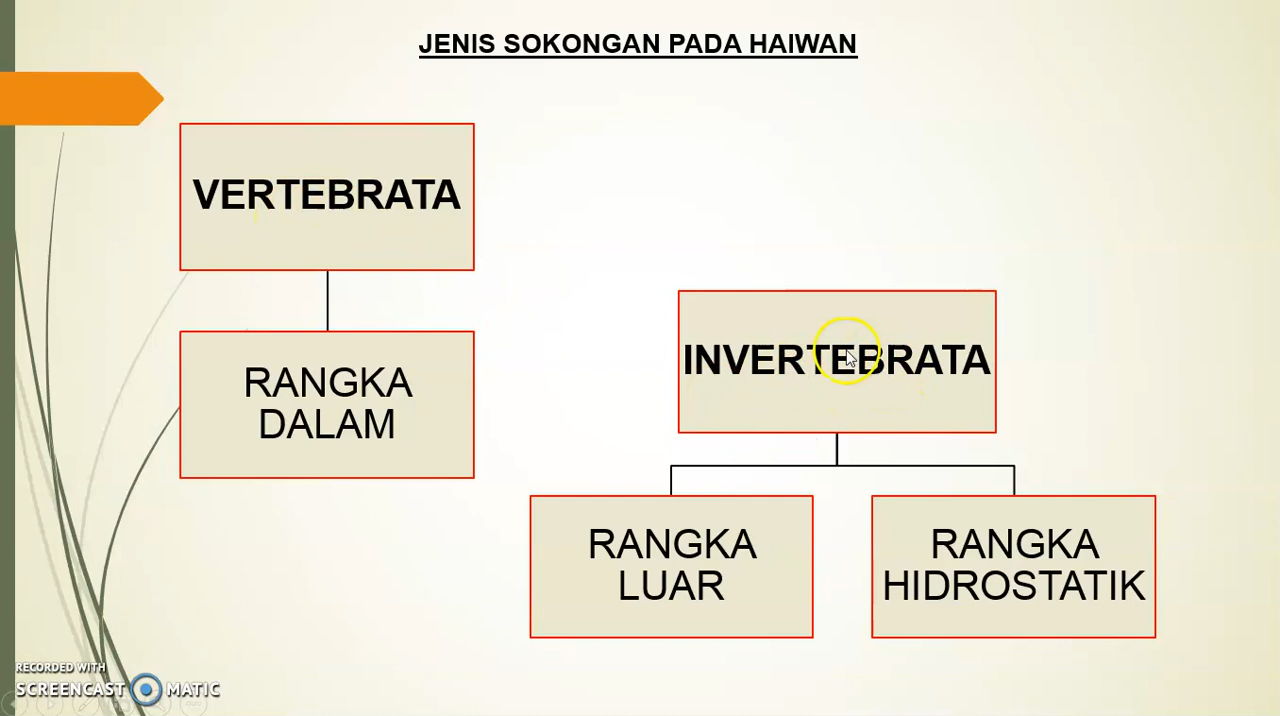 JENIS SOKONGAN PADA HAIWAN
VERTEBRATA
RANGKA
DALAM
INVERTEBRATA
RANGKA
LUAR
RANGKA
HIDROSTATIK
RECORDED WITH
SCREENCAST MATIC